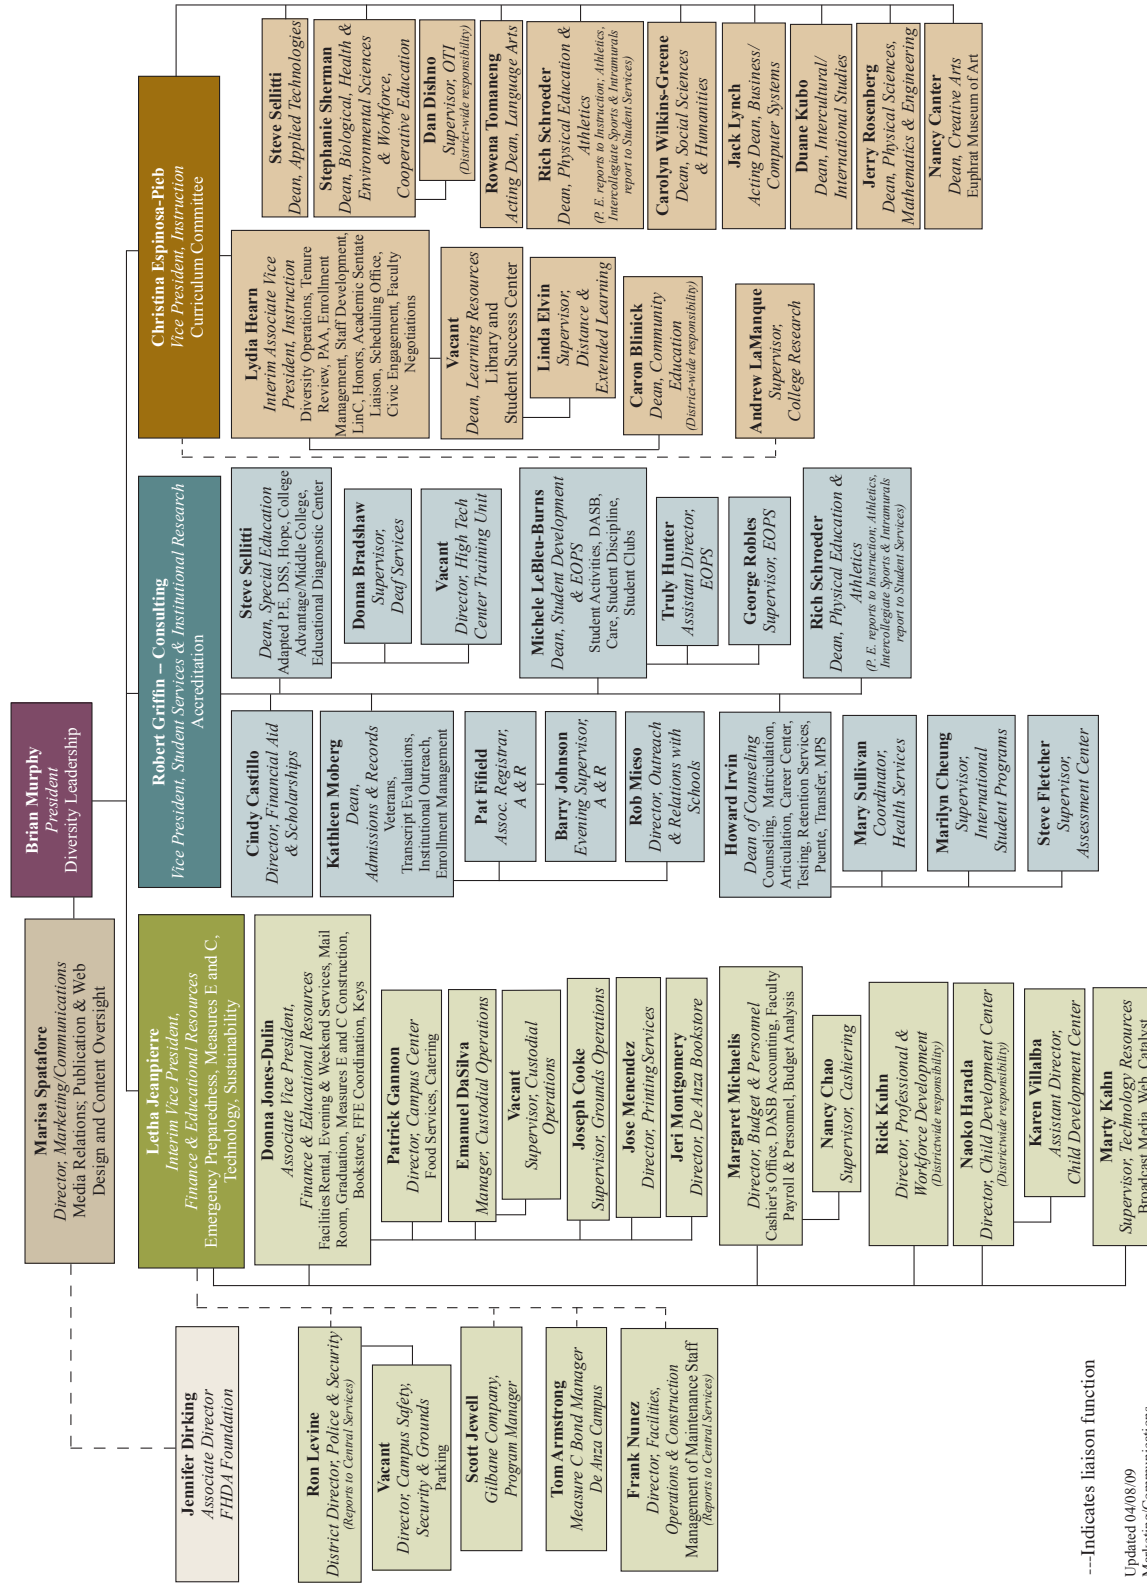 Brian Murphy
President
Diversity Leadership
Marisa Spatafore
Director, Marketing/Communications
Media Relations; Publication & Web
Design and Content Oversight
Jennifer Dirking
Associate Director
FHDA Foundation
Letha Jeanpierre
Interim Vice President,
Finance & Educational Resources
Emergency Preparedness, Measures E and C,
Technology, Sustainability
Ron Levine
District Director, Police & Security
(Reports to Central Services)
Vacant
Director, Campus Safety,
Security & Grounds
Parking
Scott Jewell
Gilbane Company,
Program Manager
Tom Armstrong
Measure C Bond Manager
De Anza Campus
Frank Nunez
Director, Facilities,
Operations & Construction
Management of Maintenance Staff
(Reports to Central Services)
Donna Jones-Dulin
Associate Vice President,
Finance & Educational Resources
Facilities Rental, Evening & Weekend Services, Mail
Room, Graduation, Measures E and C Construction,
Bookstore, FFE Coordination, Keys
Patrick Gannon
Director, Campus Center
Food Services, Catering
Emanuel DaSilva
Manager, Custodial Operations
Vacant
Supervisor, Custodial
Operations
Joseph Cooke
Supervisor, Grounds Operations
Jose Menendez
Director, PrintingServices
Jeri Montgomery
Director, De Anza Bookstore
Margaret Michaelis
Director, Budget & Personnel
Cashier's Office, DASB Accounting, Faculty
Payroll & Personnel, Budget Analysis
Nancy Chao
Supervisor, Cashiering
Rick Kuhn
Director, Professional &
Workforce Development
(Districtwide responsibility)
Naoko Harada
Director, Child Development Center
(Districtwide responsibility)
Karen Villalba
Assistant Director,
Child Development Center
Marty Kahn
Supervisor, Technology Resources
Broadcast Media, Web, Catalyst
Robert Griffin – Consulting
Vice President, Student Services & Institutional Research
Accreditation
Cindy Castillo
Director, Financial Aid
& Scholarships
Kathleen Moberg
Dean,
Admissions & Records
Veterans,
Transcript Evaluations,
Institutional Outreach,
Enrollment Management
Pat Fifield
Assoc. Registrar,
A & R
Barry Johnson
Evening Supervisor,
A & R
Rob Mieso
Director, Outreach
& Relations with
Schools
Howard Irvin
Dean of Counseling
Counseling, Matriculation,
Articulation, Career Center,
Testing, Retention Services,
Puente, Transfer, MPS
Mary Sullivan
Coordinator,
Health Services
Marilyn Cheung
Supervisor,
International
Student Programs
Steve Fletcher
Supervisor,
Assessment Center
Steve Sellitti
Dean, Special Education
Adapted P.E, DSS, Hope, College
Advantage/Middle College,
Educational Diagnostic Center
Donna Bradshaw
Supervisor,
Deaf Services
Vacant
Director, High Tech
Center Training Unit
Michele LeBleu-Burns
Dean, Student Development
& EOPS
Student Activities, DASB,
Care, Student Discipline,
Student Clubs
Truly Hunter
Assistant Director,
EOPS
George Robles
Supervisor, EOPS
Rich Schroeder
Dean, Physical Education &
Athletics
(P. E. reports to Instruction; Athletics,
Intercollegiate Sports & Intramurals
report to Student Services)
Christina Espinosa-Pieb
Vice President, Instruction
Curriculum Committee
Lydia Hearn
Interim Associate Vice
President, Instruction
Diversity Operations, Tenure
Review, PAA, Enrollment
Management, Staff Development,
LinC, Honors, Academic Sentate
Liaison, Scheduling Office,
Civic Engagement, Faculty
Negotiations
Vacant
Dean, Learning Resources
Library and
Student Success Center
Linda Elvin
Supervisor,
Distance &
Extended Learning
Caron Blinick
Dean, Community
Education
(District-wide responsibility)
Andrew LaManque
Supervisor,
College Research
Steve Sellitti
Dean, Applied Technologies
Stephanie Sherman
Dean, Biological, Health &
Environmental Sciences
& Workforce,
Cooperative Education
Dan Dishno
Supervisor, OTI
(District-wide responsibility)
Rowena Tomaneng
Acting Dean, Language Arts
Rich Schroeder
Dean, Physical Education &
Athletics
(P. E. reports to Instruction; Athletics,
Intercollegiate Sports & Intramurals
report to Student Services)
Carolyn Wilkins-Greene
Dean, Social Sciences
& Humanities
Jack Lynch
Acting Dean, Business/
Computer Systems
Duane Kubo
Dean, Intercultural/
International Studies
Jerry Rosenberg
Dean, Physical Sciences,
Mathematics & Engineering
Nancy Canter
Dean, Creative Arts
Euphrat Museum of Art
---Indicates liaison function
Updated 04/08/09
Marketing/Communications